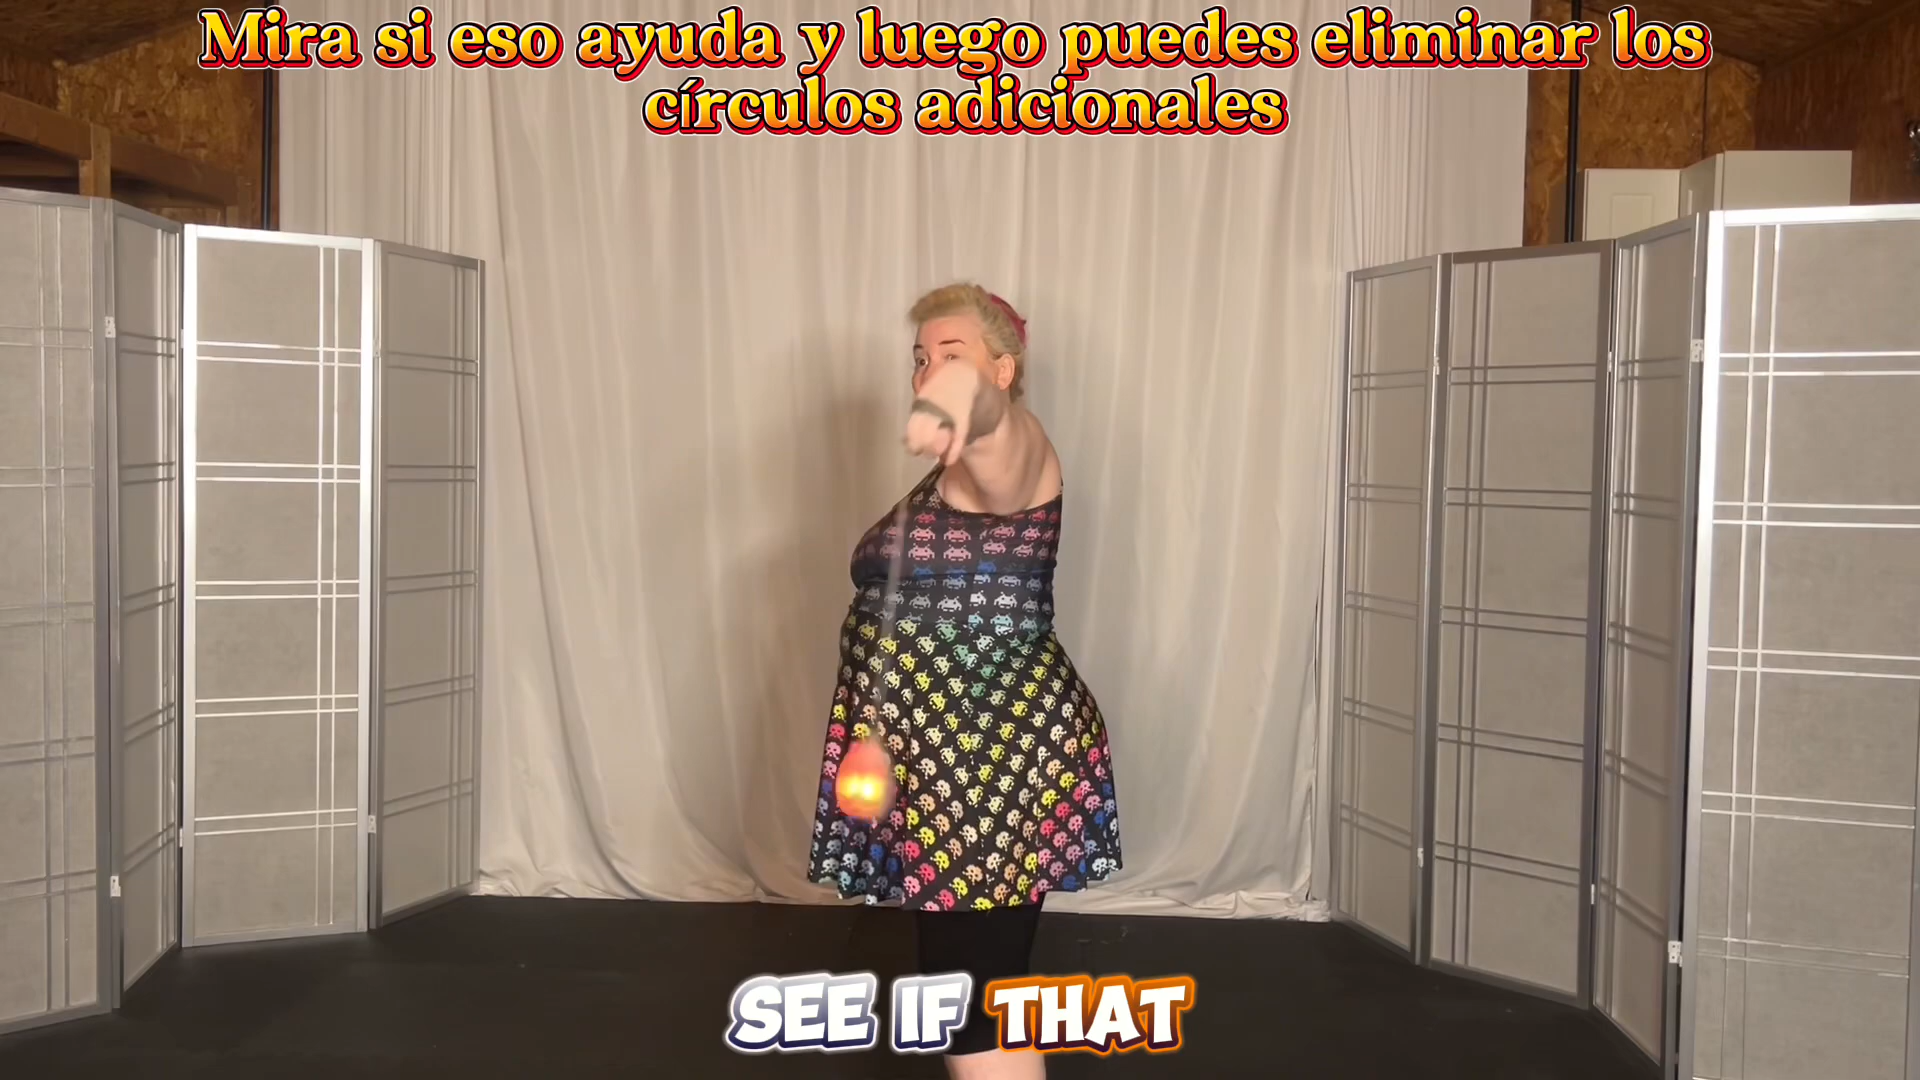 Mira si eso ayuda y luego puedes eliminar los
círculos adicionales
SEE IF THAT